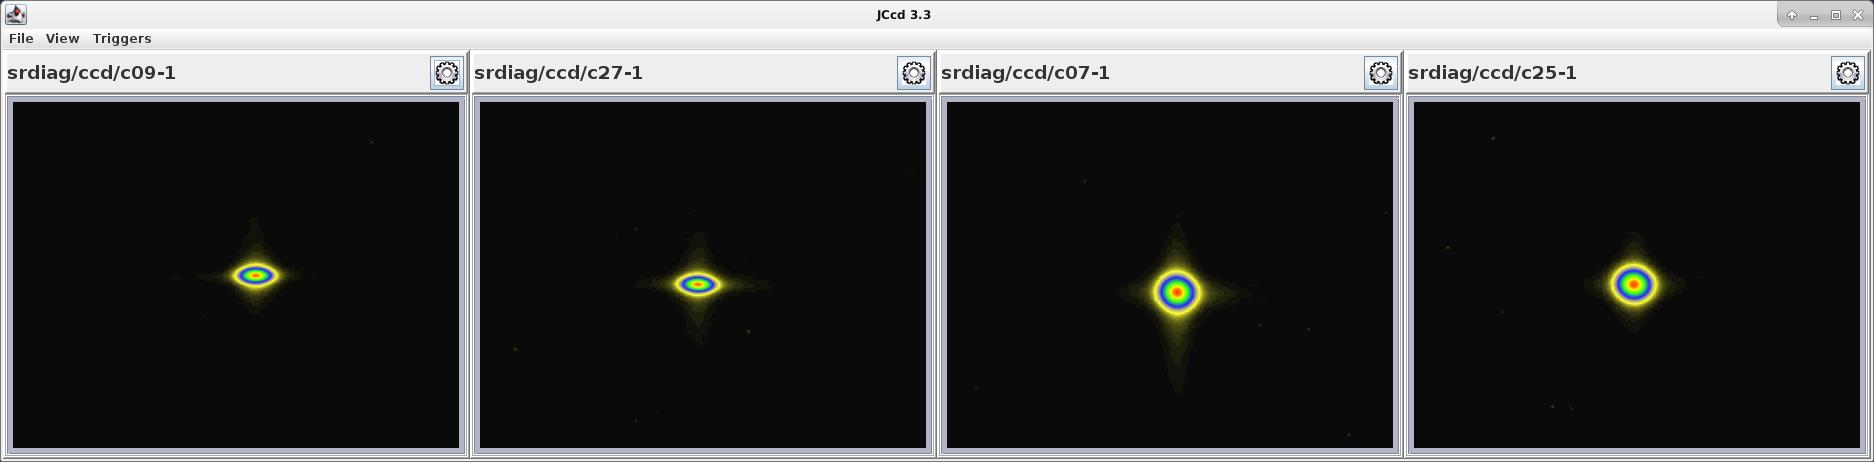 JCcd 3.3
File View Triggers
srdiag/ccd/c09-1 srdiag/ccd/c27-1 srdiag/ccd/c07-1 srdiag/ccd/c25-1